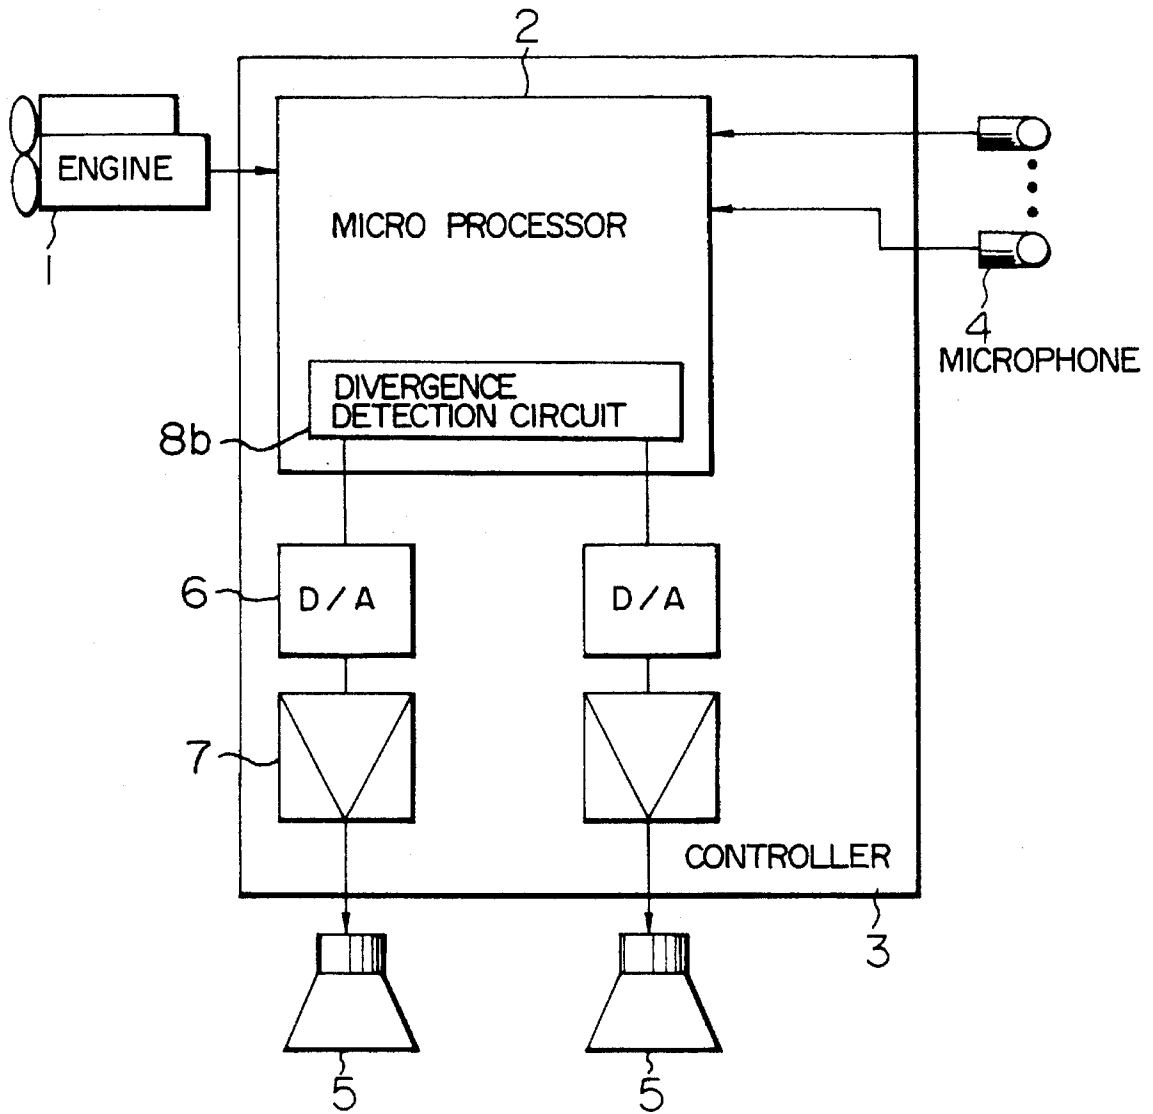 2
ENGINE
1
MICRO PROCESSOR
4
MICROPHONE
DIVERGENCE
DETECTION CIRCUIT
8b
6
D/A
D/A
7
CONTROLLER
3
5
5